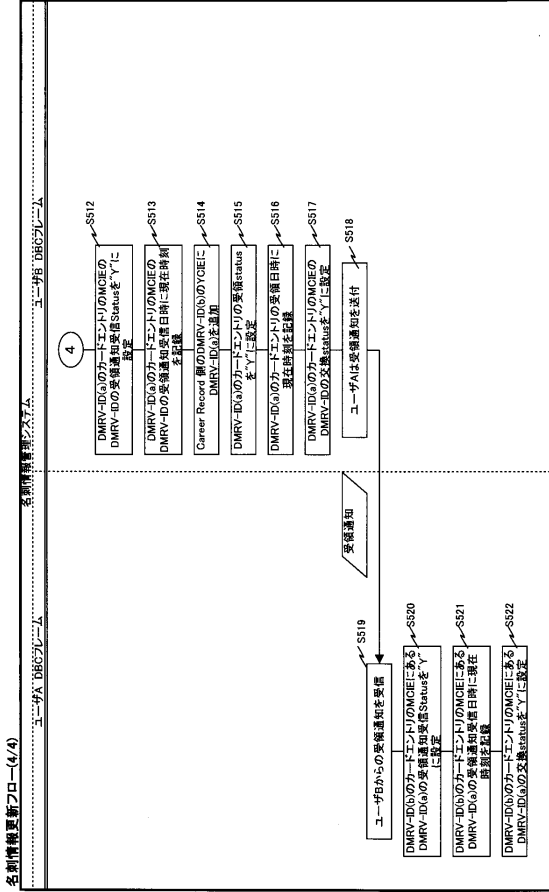 名刺情報更新フロー(4/4)
名刺情報管理システム
ユーザA DBCフレーム
ユーザB DBCフレーム
4
S512
DMRV-ID(a)のカードエントリのMCIEの
DMRV-IDの受領通知受信Statusを"Y"に
設定
S513
DMRV-ID(a)のカードエントリのMCIEの
DMRV-IDの受領通知受信日時に現在時刻
を記録
S514
Career Record 側のDMRV-ID(b)のYCIEに
DMRV-ID(a)を追加
S515
DMRV-ID(a)のカードエントリの受領status
を"Y"に設定
S516
DMRV-ID(a)のカードエントリの受領日時に
現在時刻を記録
S517
DMRV-ID(a)のカードエントリのMCIEの
DMRV-IDの交換statusを"Y"に設定
S518
ユーザAは受領通知を送付
受領通知
S519
ユーザBからの受領通知を受信
S520
DMRV-ID(b)のカードエントリのMCIEにある
DMRV-ID(a)の受領通知受信Statusを"Y"
に設定
S521
DMRV-ID(b)のカードエントリのMCIEにある
DMRV-ID(a)の受領通知受信日時に現在
時刻を記録
S522
DMRV-ID(b)のカードエントリのMCIEにある
DMRV-ID(a)の交換statusを"Y"に設定